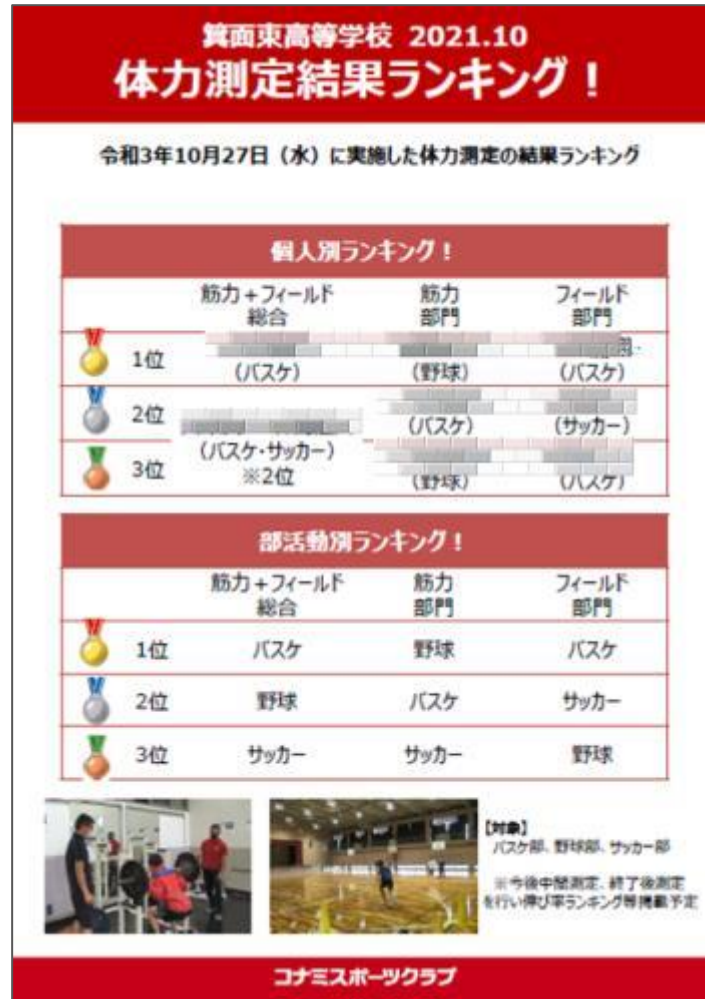 箕面東高等学校 2021.10
体力測定結果ランキング！
令和3年10月27日（水）に実施した体力測定の結果ランキング
個人別ランキング！
筋力＋フィールド 筋力 フィールド
総合 部門 部門
1位
（バスケ） （野球） （バスケ）
2位
（バスケ） （サッカー）
（バスケ・サッカー）
3位 ※2位
（野球） （バスケ）
部活動別ランキング！
筋力＋フィールド 筋力 フィールド
総合 部門 部門
1位 バスケ 野球 バスケ
2位 野球 バスケ サッカー
3位 サッカー サッカー 野球
【対象】
バスケ部、野球部、サッカー部
※今後中間測定、終了後測定
を行い伸び率ランキング等掲載予定
コナミスポーツクラブ